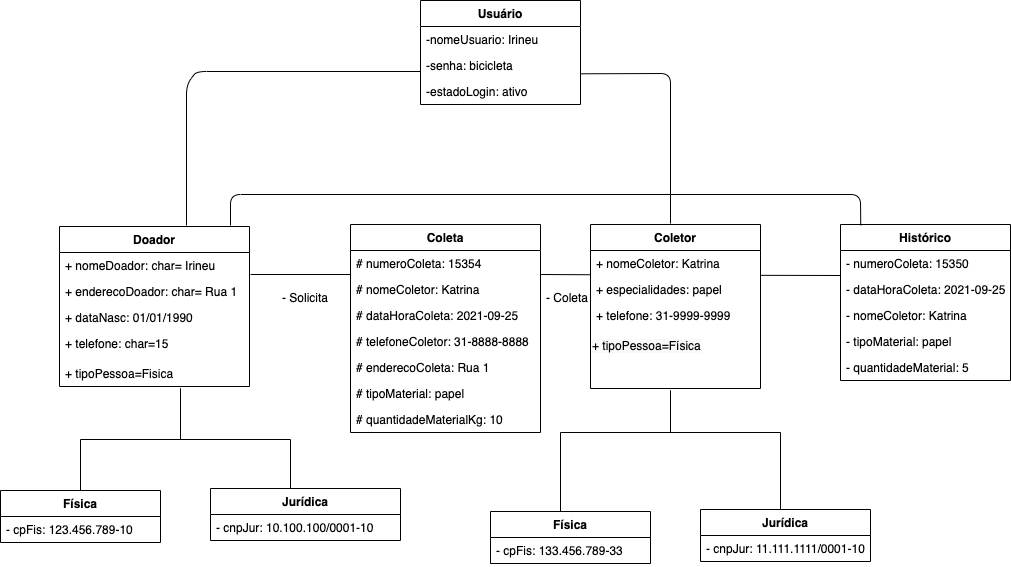 Usuário
-nomeUsuario: Irineu
-senha: bicicleta
-estadoLogin: ativo
Doador
+ nomeDoador: char= Irineu
+ enderecoDoador: char= Rua 1
+ dataNasc: 01/01/1990
+ telefone: char=15
+ tipoPessoa=Fisica
- Solicita
Coleta
# numeroColeta: 15354
# nomeColetor: Katrina
# dataHoraColeta: 2021-09-25
# telefoneColetor: 31-8888-8888
# enderecoColeta: Rua 1
# tipoMaterial: papel
# quantidadeMaterialKg: 10
- Coleta
Coletor
+ nomeColetor: Katrina
+ especialidades: papel
+ telefone: 31-9999-9999
+ tipoPessoa=Fisica
Histórico
- numeroColeta: 15350
- dataHoraColeta: 2021-09-25
- nomeColetor: Katrina
- tipoMaterial: papel
- quantidadeMaterial: 5
Física
- cpFis: 123.456.789-10
Jurídica
- cnpJur: 10.100.100/0001-10
Física
- cpFis: 133.456.789-33
Jurídica
- cnpJur: 11.111.1111/0001-10